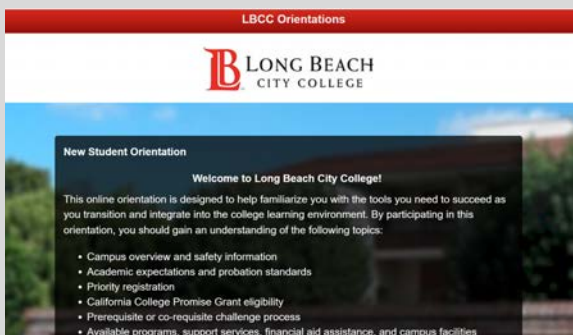 LBCC Orientations
LONG BEACH
CITY COLLEGE
New Student Orientation
Welcome to Long Beach City College!
This online orientation is designed to help familiarize you with the tools you need to succeed as
you transition and integrate into the college learning environment. By participating in this
orientation, you should gain an understanding of the following topics:
• Campus overview and safety information
• Academic expectations and probation standards
• Priority registration
• California College Promise Grant eligibility
• Prerequisite or co-requisite challenge process
• Available programs, support services, financial aid assistance, and campus facilities